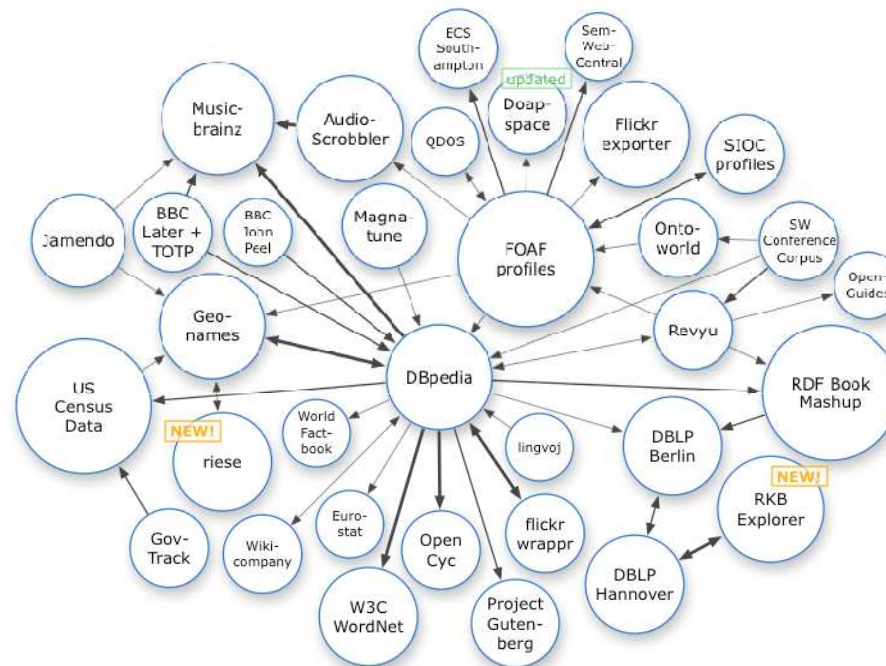 ECS
South-
ampton
Sem-
Web-
Central
updated
Doap-
space
Music-
brainz
Audio-
Scrobbler
QDOS
Flickr
exporter
SIOC
profiles
Jamendo
BBC
Later +
TOTP
BBC
John
Peel
Magna-
tune
FOAF
profiles
Onto-
world
SW
Conference
Corpus
Open-
Guides
Geo-
names
Revyu
DBpedia
US
Census
Data
RDF Book
Mashup
NEW!
riese
World
Fact-
book
lingvoj
DBLP
Berlin
NEW!
RKB
Explorer
Gov-
Track
Wiki-
company
Euro-
stat
Open
Cyc
flickr
wrappr
DBLP
Hannover
W3C
WordNet
Project
Guten-
berg